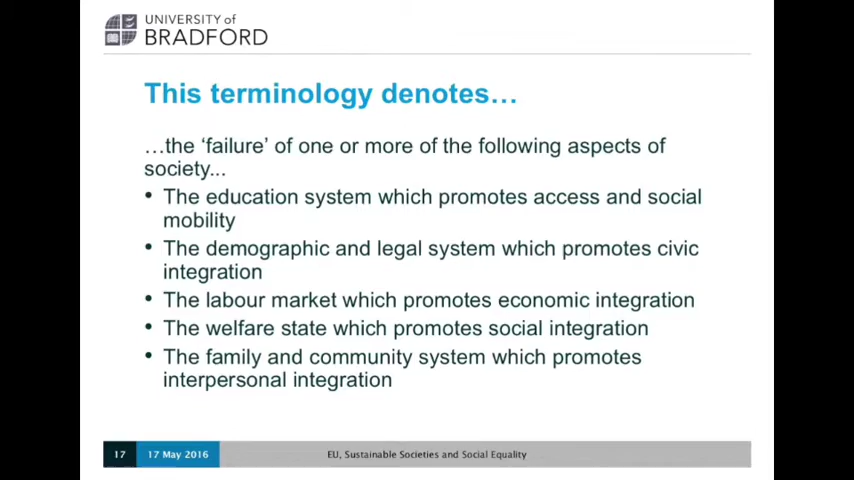 UNIVERSITY of
BRADFORD
This terminology denotes…
…the ‘failure’ of one or more of the following aspects of
society...
• The education system which promotes access and social
mobility
• The demographic and legal system which promotes civic
integration
• The labour market which promotes economic integration
• The welfare state which promotes social integration
• The family and community system which promotes
interpersonal integration
17 17 May 2016 EU, Sustainable Societies and Social Equality